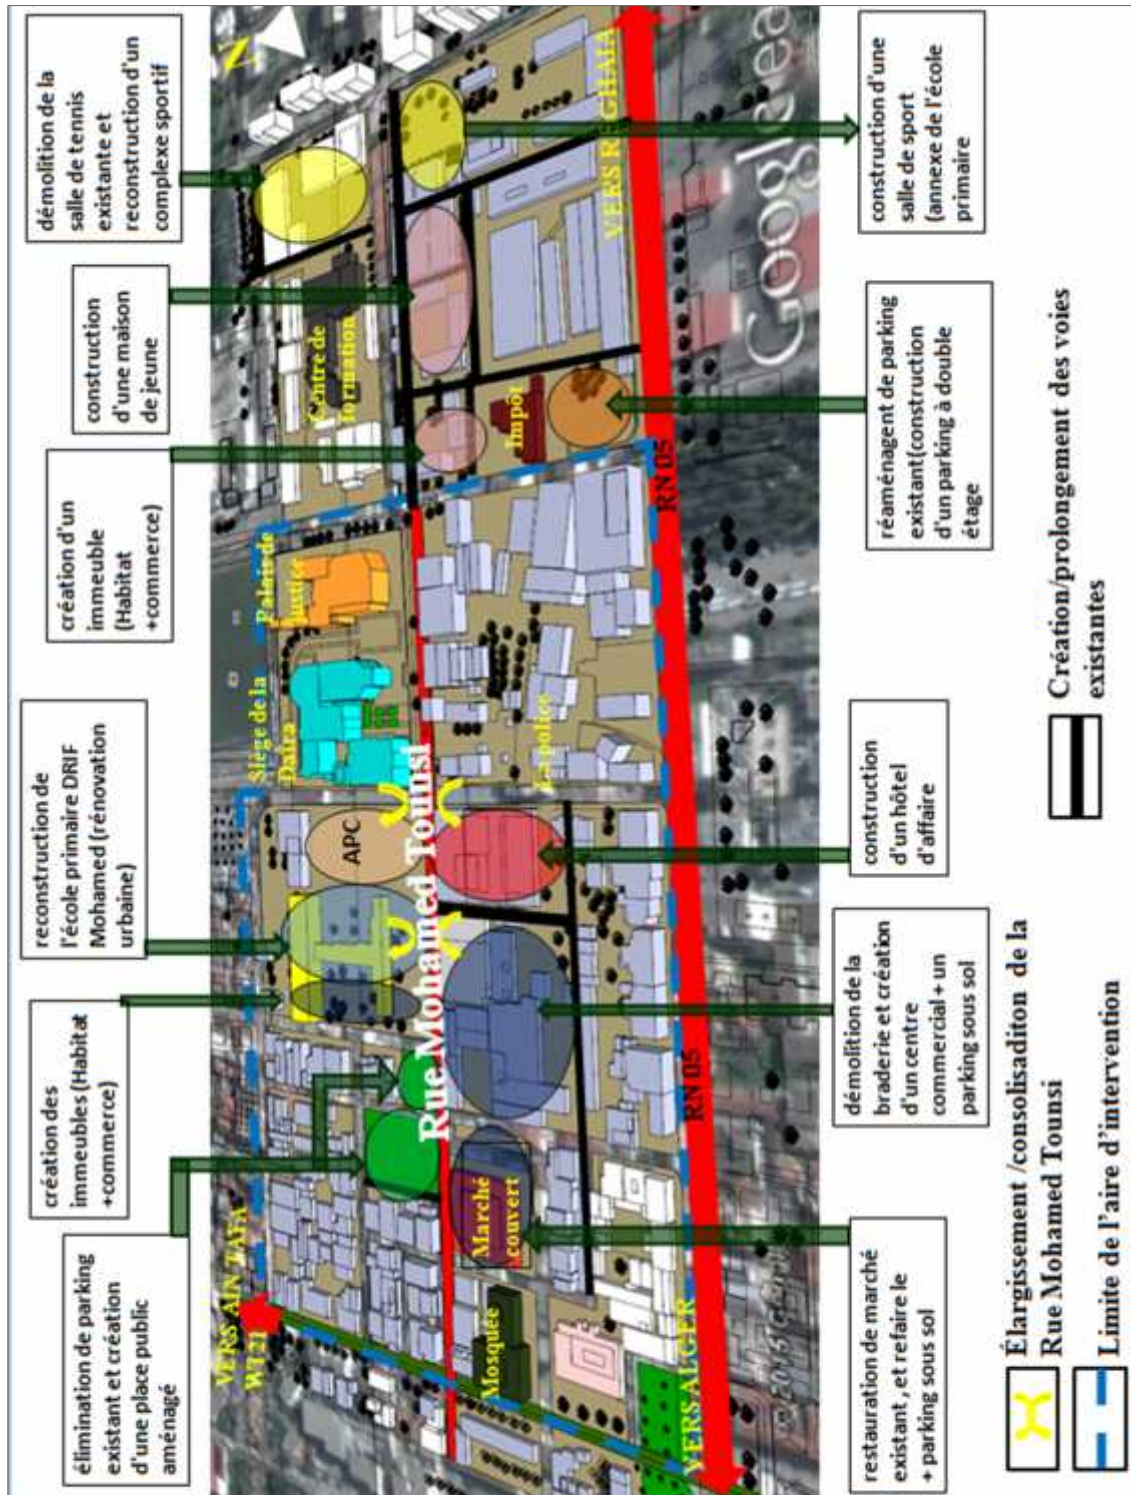 élimination de parking
existant et création
d'une place public
aménagé
création des
immeubles (Habitat
+commerce)
reconstruction de
l'école primaire DRIF
Mohamed (rénovation
urbaine)
création d'un
immeuble
(Habitat
+commerce)
construction
d'une maison
de jeune
démolition de la
salle de tennis
existante et
reconstruction d'un
complexe sportif
N
VERS AIN TAIA
W121
Siége de la
Daira
Palais de
justice
Centre de
formation
APC
Rue Mohamed Tounsi
Mosquée
Marché
couvert
La police
Impôt
VERS ALGER
RN 05
RN 05
VERS REGHAIA
Google ea
restauration de marché
existant , et refaire le
+ parking sous sol
démolition de la
braderie et création
d'un centre
commercial + un
parking sous sol
construction
d'un hôtel
d'affaire
réaménagent de parking
existant(construction
d'un parking à double
étage
construction d'une
salle de sport
(annexe de l'école
primaire
Élargissement /consolisaditon de la
Rue Mohamed Tounsi
Limite de l'aire d'intervention
Création/prolongement des voies
existantes